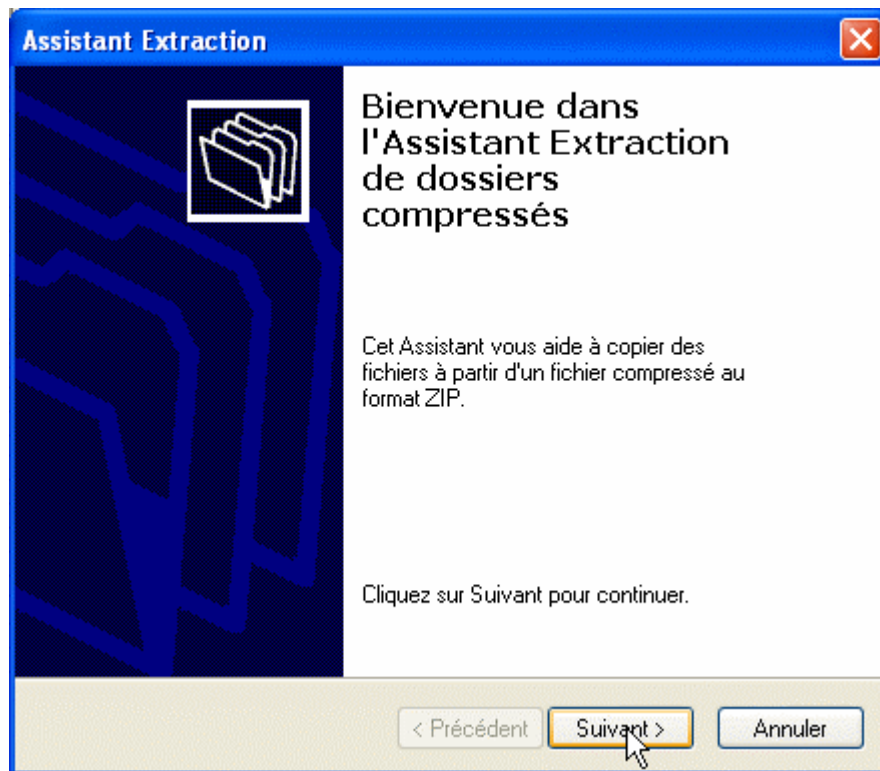 Assistant Extraction
Bienvenue dans
l'Assistant Extraction
de dossiers
compressés
Cet Assistant vous aide à copier des
fichiers à partir d'un fichier compressé au
format ZIP.
Cliquez sur Suivant pour continuer.
< Précédent Suivant > Annuler